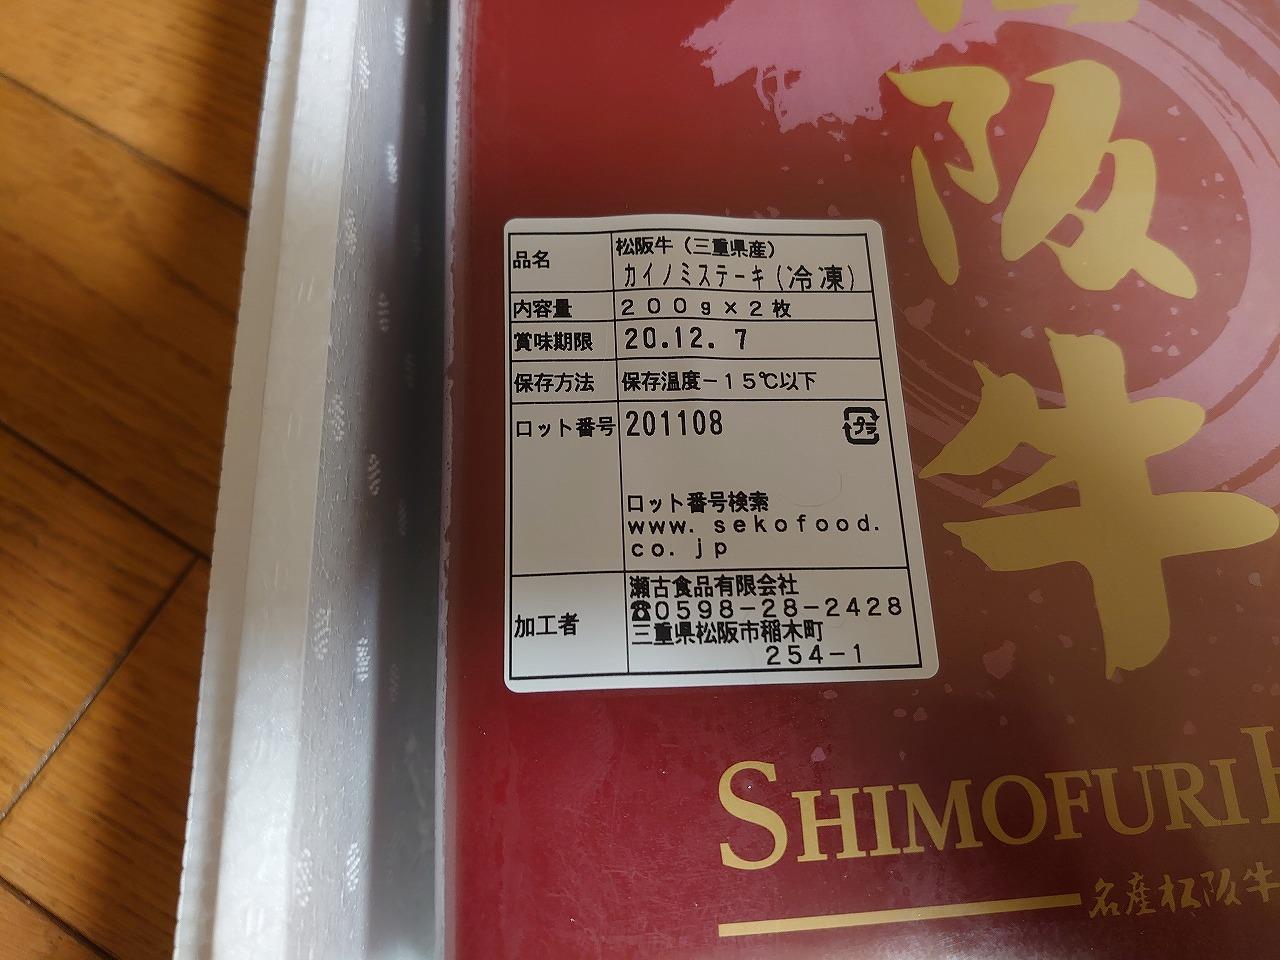 阪牛
品名
松阪牛（三重県産）
カイノミステーキ(冷凍)
内容量
２００ｇ×２枚
賞味期限
20.12. 7
保存方法
保存温度－１５℃以下
ロット番号
201108
プラ
ロット番号検索
ｗｗｗ．ｓｅｋｏｆｏｏｄ．
ｃｏ．ｊｐ
加工者
瀬古食品有限会社
☎０５９８－２８－２４２８
三重県松阪市稲木町
２５４－１
SHIMOFURI
名産松阪牛